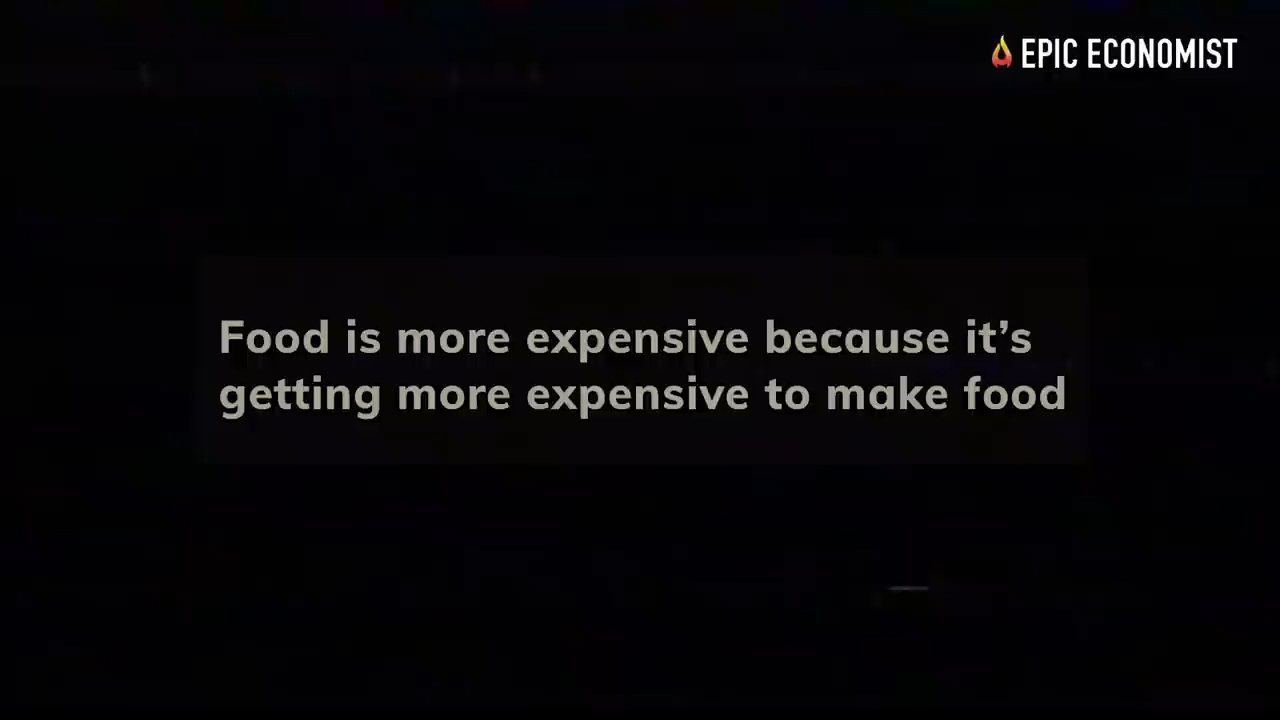 EPIC ECONOMIST
Food is more expensive because it’s
getting more expensive to make food